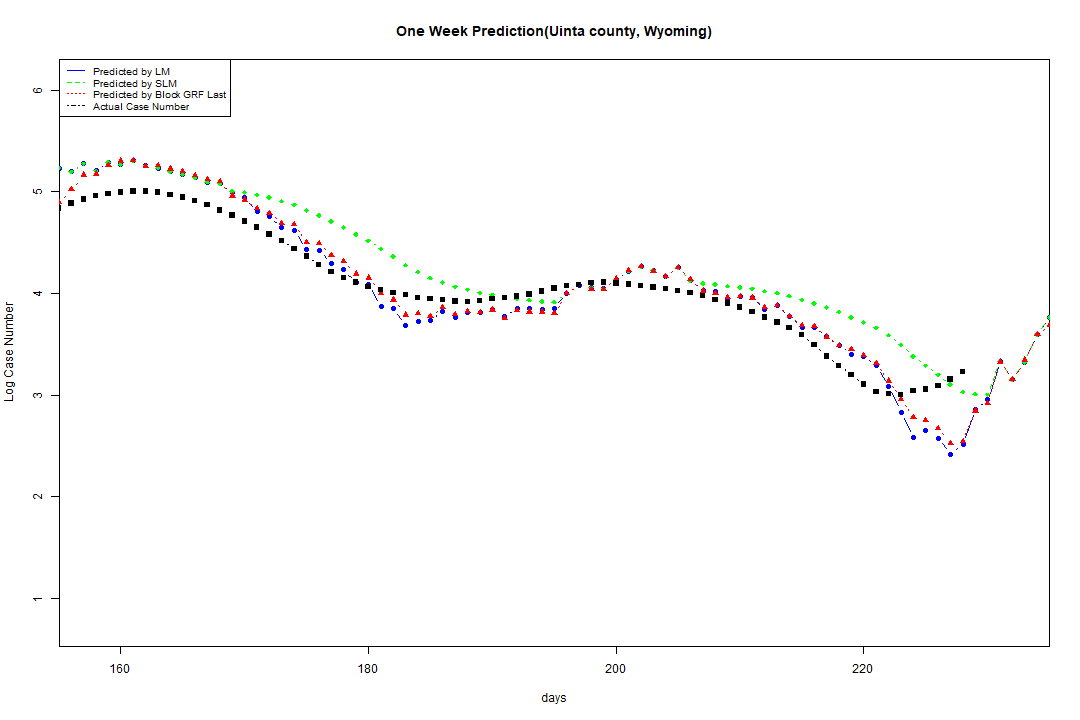 One Week Prediction(Uinta county, Wyoming)
Predicted by LM
Predicted by SLM
Predicted by Block GRF Last
Actual Case Number
6
5
4
3
2
1
Log Case Number
160
180
200
220
days